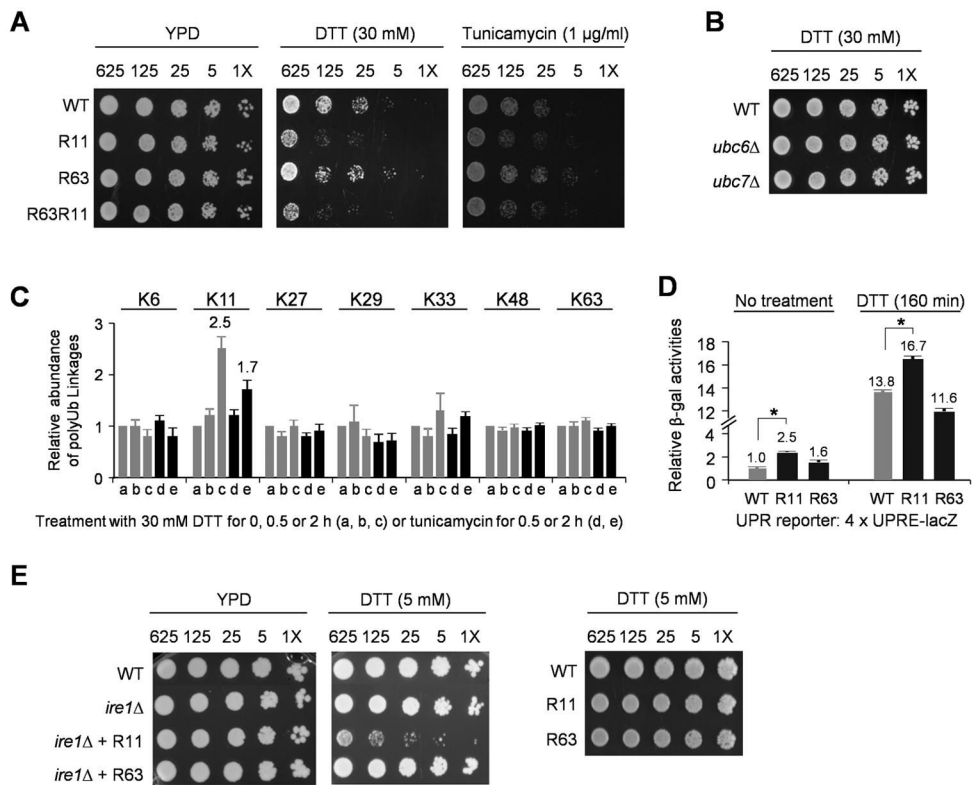 A
YPD
DTT (30 mM)
Tunicamycin (1 µg/ml)
625 125 25 5 1X
625 125 25 5 1X
625 125 25 5 1X
WT
R11
R63
R63R11
B
DTT (30 mM)
625 125 25 5 1X
WT
ubc6Δ
ubc7Δ
C
K6 K11 K27 K29 K33 K48 K63
Relative abundance
of polyUb Linkages
3
2
1
0
2.5
1.7
a b c d e a b c d e a b c d e a b c d e a b c d e a b c d e a b c d e
Treatment with 30 mM DTT for 0, 0.5 or 2 h (a, b, c) or tunicamycin for 0.5 or 2 h (d, e)
D
No treatment
DTT (160 min)
Relative β-gal activities
18
16
14
12
4
2
0
*
1.0 2.5 1.6
*
13.8 16.7 11.6
WT R11 R63 WT R11 R63
UPR reporter: 4 x UPRE-lacZ
E
YPD
DTT (5 mM)
625 125 25 5 1X
625 125 25 5 1X
WT
ire1Δ
ire1Δ + R11
ire1Δ + R63
DTT (5 mM)
625 125 25 5 1X
WT
R11
R63